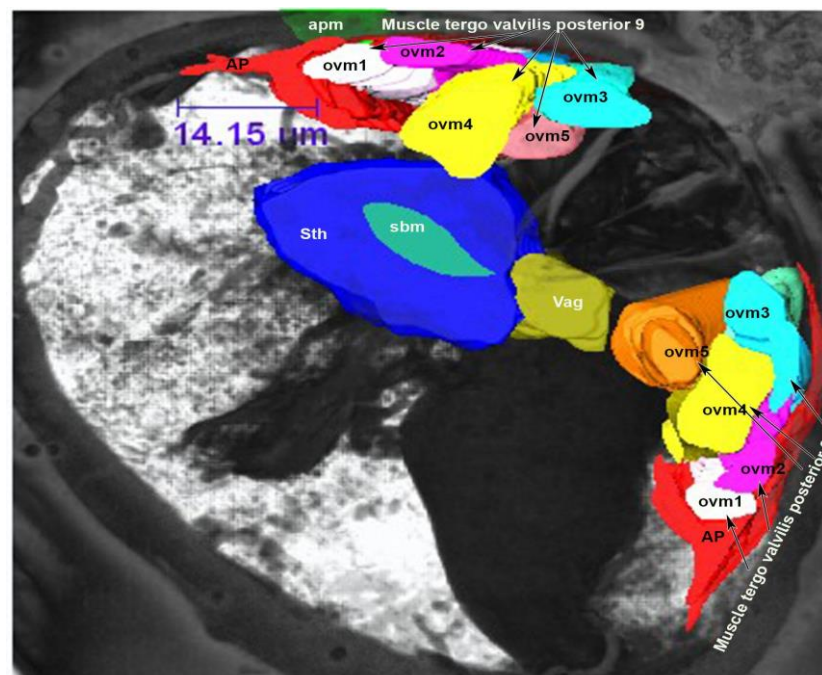 apm
Muscle tergo valvilis posterior 9
AP
ovm1
ovm2
ovm3
14.15 um
ovm4
ovm5
Sth
sbm
Vag
ovm3
ovm5
ovm4
ovm2
ovm1
AP
Muscle tergo valvilis posterior